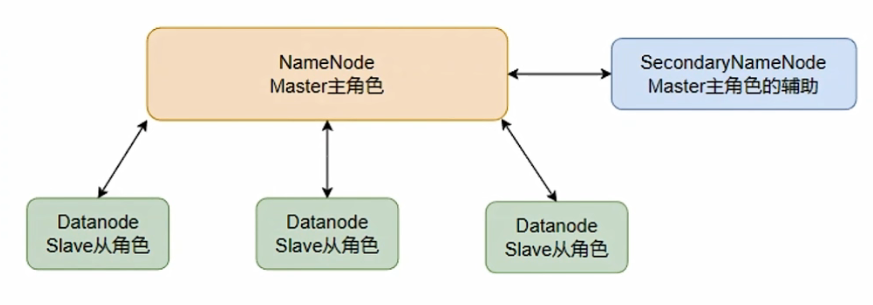 NameNode
Master主角色
SecondaryNameNode
Master主角色的辅助
Datanode
Slave从角色
Datanode
Slave从角色
Datanode
Slave从角色